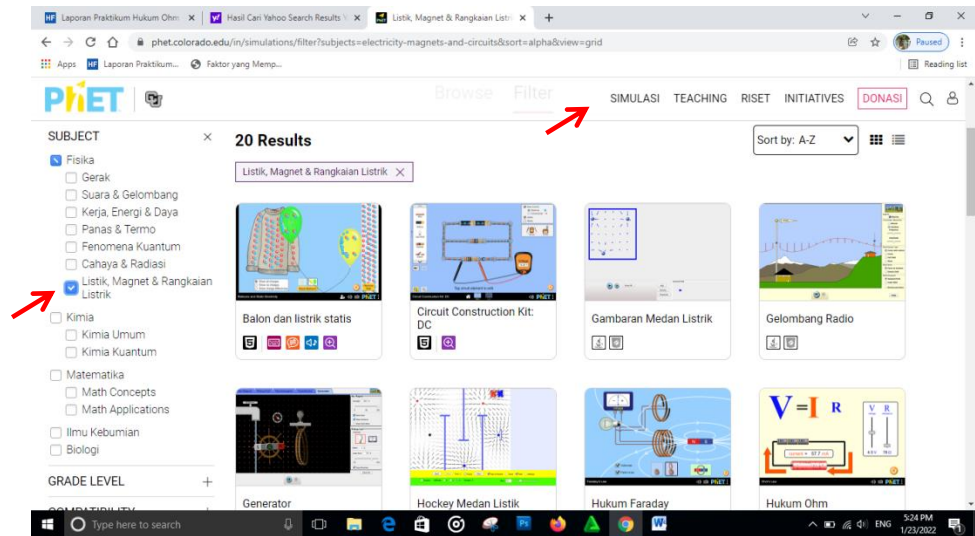 Laporan Praktikum Hukum Ohm
Hasil Cari Yahoo Search Results
Listik, Magnet & Rangkaian Listri
phet.colorado.edu/in/simulations/filter?subjects=electricity-magnets-and-circuits&sort=alpha&view=grid
Paused
Apps
Laporan Praktikum...
Faktor yang Memp...
Reading list
PhET
Browse Filter
SIMULASI TEACHING RISET INITIATIVES DONASI
SUBJECT
Fisika
Gerak
Suara & Gelombang
Kerja, Energi & Daya
Panas & Termo
Fenomena Kuantum
Cahaya & Radiasi
Listik, Magnet & Rangkaian
Listrik
Kimia
Kimia Umum
Kimia Kuantum
Matematika
Math Concepts
Math Applications
Ilmu Kebumian
Biologi
GRADE LEVEL
COMPATIBILITY
20 Results
Sort by: A-Z
Listik, Magnet & Rangkaian Listrik
Balon dan listrik statis
Circuit Construction Kit:
DC
Gambaran Medan Listrik
Gelombang Radio
V = I R
V R
Generator
Hockey Medan Listik
Hukum Faraday
Hukum Ohm
Type here to search
ENG
5:24 PM
1/23/2022